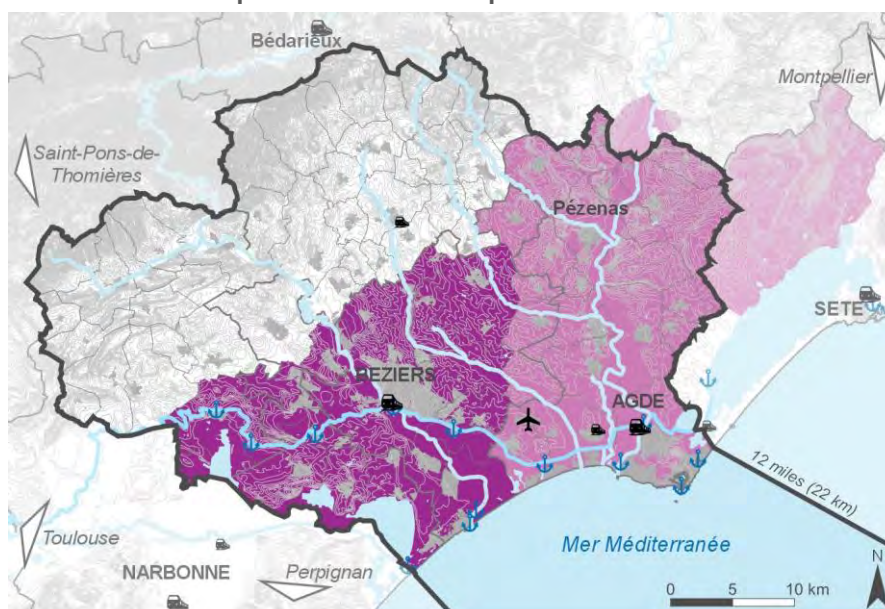 Bédarieux
Montpellier
Saint-Pons-de-
Thomières
Pézenas
SETE
BEZIERS
AGDE
12 miles (22 km)
Toulouse
Mer Méditerranée
N
NARBONNE
Perpignan
0 5 10 km